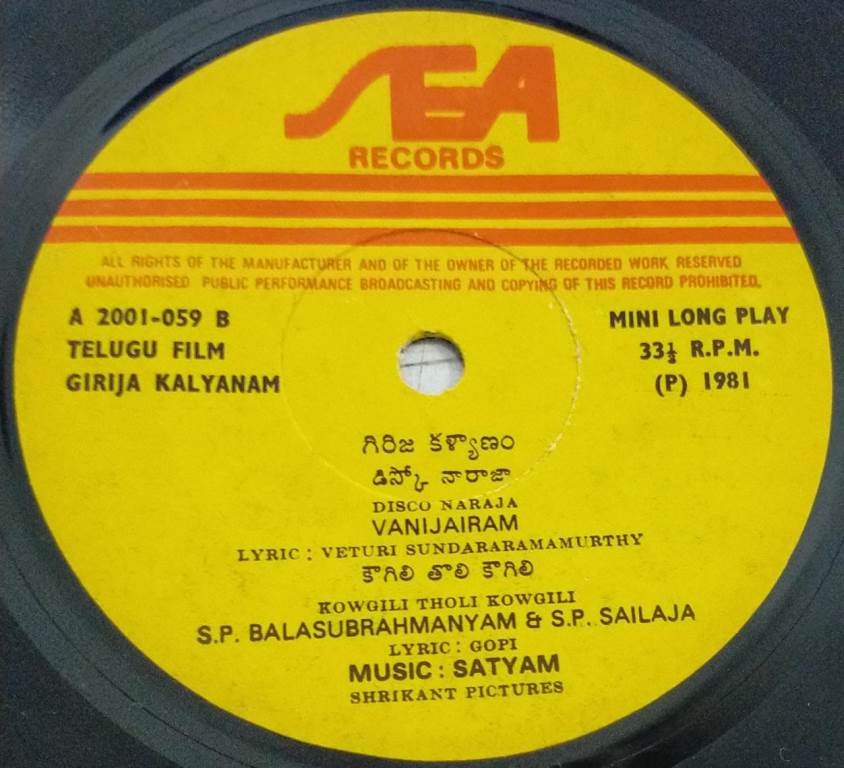 SEA
RECORDS
ALL RIGHTS OF THE MANUFACTURER AND OF THE OWNER OF THE RECORDED WORK RESERVED
UNAUTHORISED PUBLIC PERFORMANCE BROADCASTING AND COPYING OF THIS RECORD PROHIBITED.
A 2001-059 B
TELUGU FILM
GIRIJA KALYANAM
MINI LONG PLAY
33⅓ R.P.M.
(P) 1981
గిరిజ కళ్యాణం
డిస్కో నారాజా
DISCO NARAJA
VANIJAIRAM
LYRIC : VETURI SUNDARARAMAMURTHY
కౌగిలి తొలి కౌగిలి
KOWGILI THOLI KOWGILI
S.P. BALASUBRAHMANYAM & S.P. SAILAJA
LYRIC : GOPI
MUSIC : SATYAM
SHRIKANT PICTURES